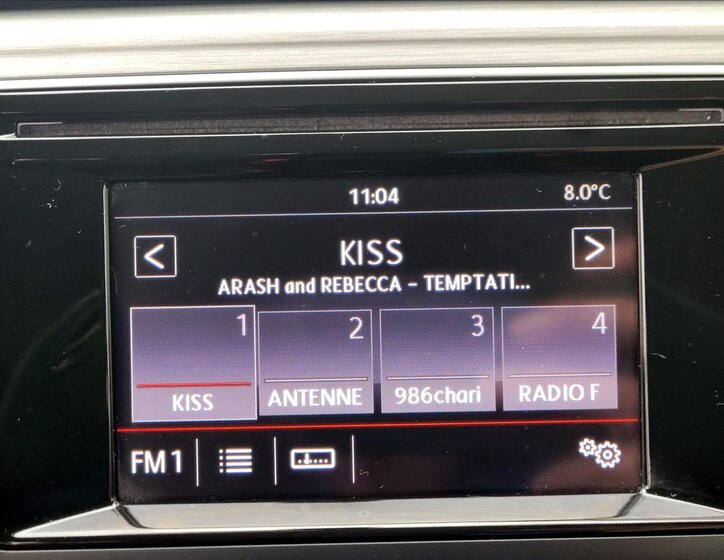 11:04 8.0°C
< KISS >
ARASH and REBECCA - TEMPTATI...
1 2 3 4
KISS ANTENNE 986chari RADIO F
FM1